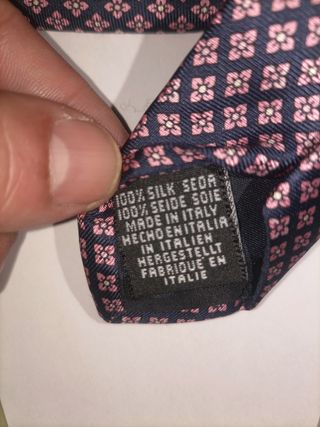 100% SILK SEDA
100% SEIDE SOIE
MADE IN ITALY
HECHO EN ITALIA
IN ITALIEN
HERGESTELLT
FABRIQUE EN
ITALIE